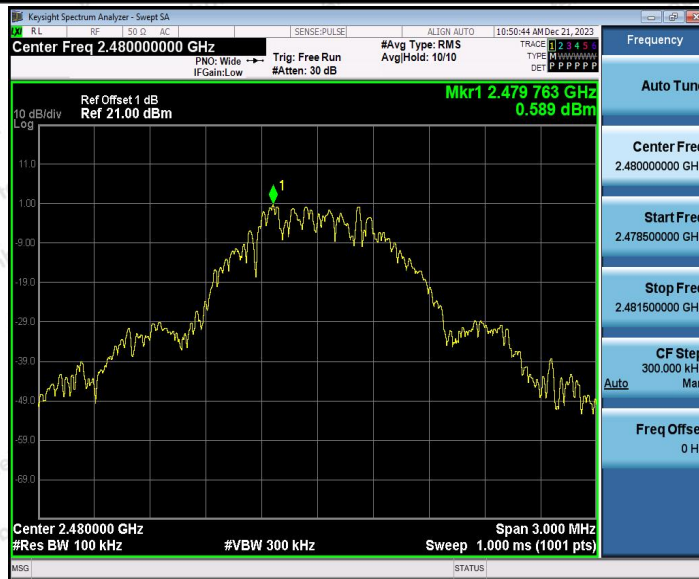 Keysight Spectrum Analyzer - Swept SA
RL RF 50 Ω AC SENSE:PULSE ALIGN AUTO 10:50:44 AM Dec 21, 2023
Center Freq 2.480000000 GHz
PNO: Wide
IFGain:Low
Trig: Free Run
#Atten: 30 dB
#Avg Type: RMS
Avg|Hold: 10/10
TRACE 1 2 3 4 5 6
TYPE M W W W W W
DET P P P P P P
Mkr1 2.479 763 GHz
0.589 dBm
Ref Offset 1 dB
10 dB/div Ref 21.00 dBm
Log
11.0
1.00
-9.00
-19.0
-29.0
-39.0
-49.0
-59.0
-69.0
1
Center 2.480000 GHz Span 3.000 MHz
#Res BW 100 kHz #VBW 300 kHz Sweep 1.000 ms (1001 pts)
MSG STATUS
Frequency
Auto Tun
Center Fre
2.480000000 GH
Start Fre
2.478500000 GH
Stop Fre
2.481500000 GH
CF Ste
300.000 kH
Auto Ma
Freq Offse
0 H